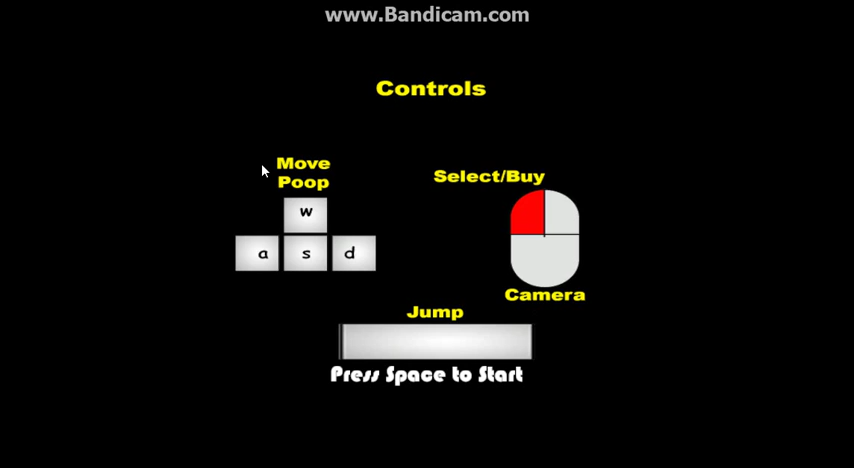 www.Bandicam.com
Controls
Move
Poop
Select/Buy
w
a s d
Camera
Jump
Press Space to Start